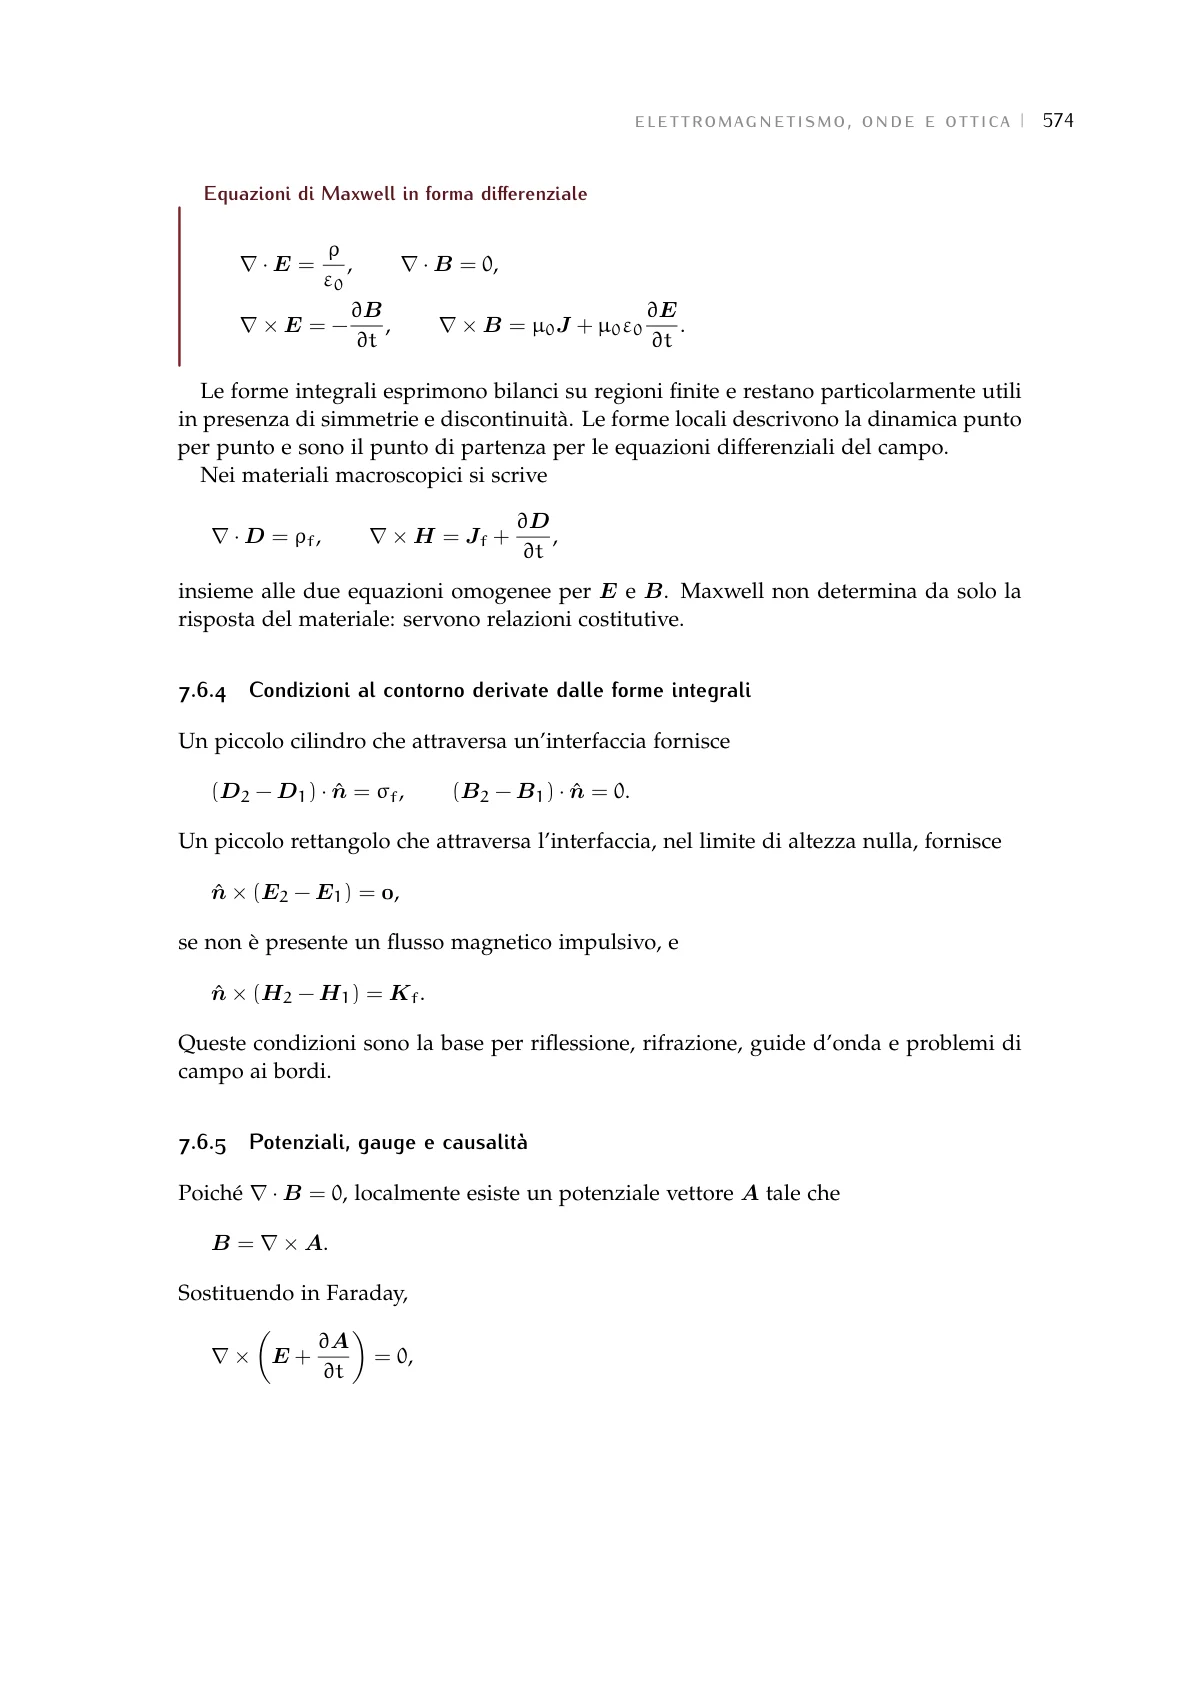 ELETTROMAGNETISMO, ONDE E OTTICA | 574
Equazioni di Maxwell in forma differenziale
∇ · E = ρ/ε₀, ∇ · B = 0,
∇ × E = −∂B/∂t, ∇ × B = μ₀J + μ₀ε₀ ∂E/∂t.
Le forme integrali esprimono bilanci su regioni finite e restano particolarmente utili
in presenza di simmetrie e discontinuità. Le forme locali descrivono la dinamica punto
per punto e sono il punto di partenza per le equazioni differenziali del campo.
Nei materiali macroscopici si scrive
∇ · D = ρ_f, ∇ × H = J_f + ∂D/∂t,
insieme alle due equazioni omogenee per E e B. Maxwell non determina da solo la
risposta del materiale: servono relazioni costitutive.
7.6.4 Condizioni al contorno derivate dalle forme integrali
Un piccolo cilindro che attraversa un'interfaccia fornisce
(D₂ − D₁) · n̂ = σ_f, (B₂ − B₁) · n̂ = 0.
Un piccolo rettangolo che attraversa l'interfaccia, nel limite di altezza nulla, fornisce
n̂ × (E₂ − E₁) = 0,
se non è presente un flusso magnetico impulsivo, e
n̂ × (H₂ − H₁) = K_f.
Queste condizioni sono la base per riflessione, rifrazione, guide d'onda e problemi di
campo ai bordi.
7.6.5 Potenziali, gauge e causalità
Poiché ∇ · B = 0, localmente esiste un potenziale vettore A tale che
B = ∇ × A.
Sostituendo in Faraday,
∇ × (E + ∂A/∂t) = 0,